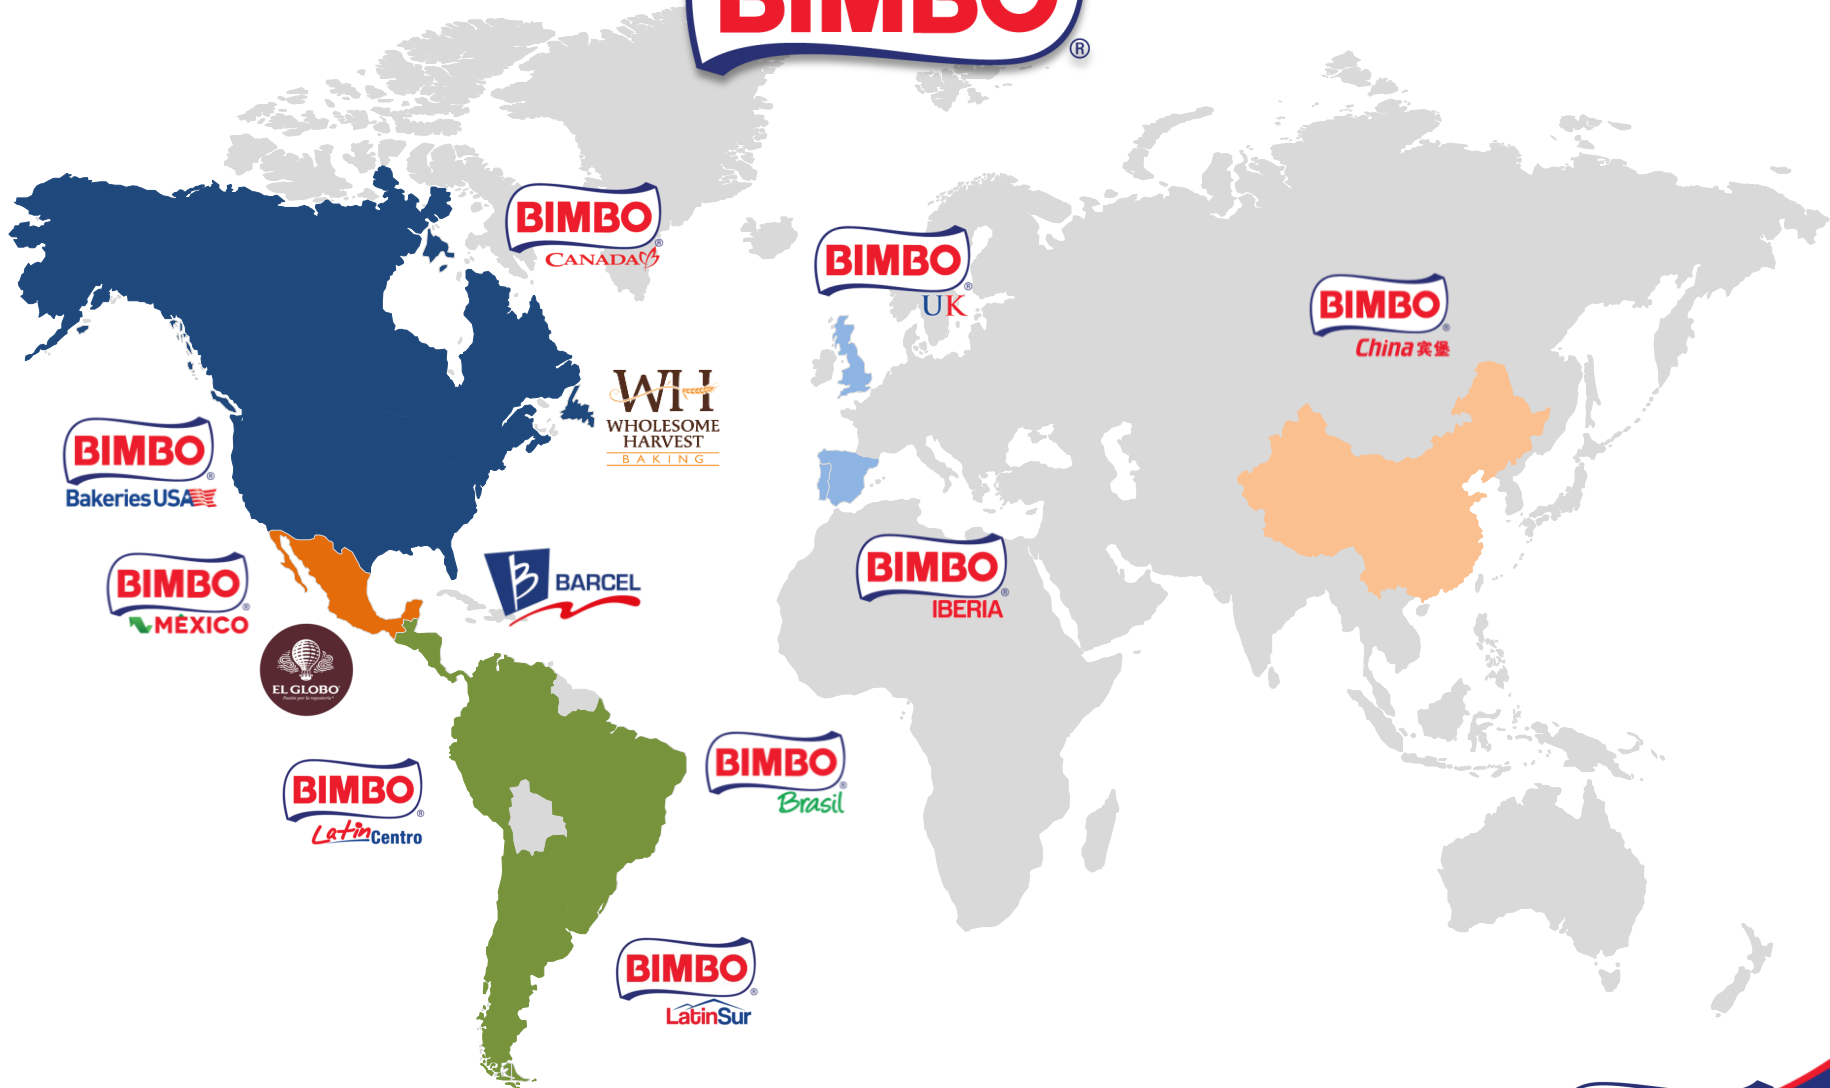 BIMBO
®
BIMBO
®
CANADA
BIMBO
®
UK
BIMBO
®
China 宾堡
WH
WHOLESOME
HARVEST
BAKING
BIMBO
®
Bakeries USA
BIMBO
®
IBERIA
BIMBO
®
MÉXICO
BARCEL
EL GLOBO
BIMBO
®
Brasil
BIMBO
®
LatinCentro
BIMBO
®
LatinSur